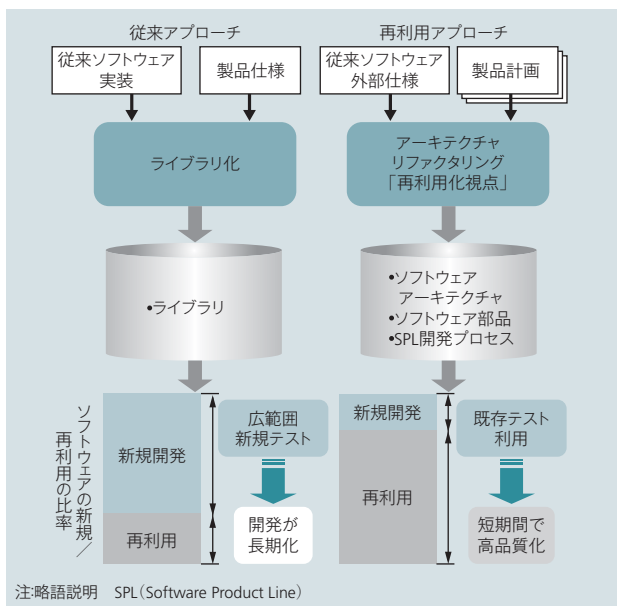 従来アプローチ
従来ソフトウェア
実装
製品仕様
ライブラリ化
•ライブラリ
ソフトウェアの新規／
再利用の比率
新規開発
再利用
広範囲
新規テスト
開発が
長期化
再利用アプローチ
従来ソフトウェア
外部仕様
製品計画
アーキテクチャ
リファクタリング
「再利用化視点」
•ソフトウェア
アーキテクチャ
•ソフトウェア部品
•SPL開発プロセス
新規開発
再利用
既存テスト
利用
短期間で
高品質化
注:略語説明　SPL（Software Product Line）